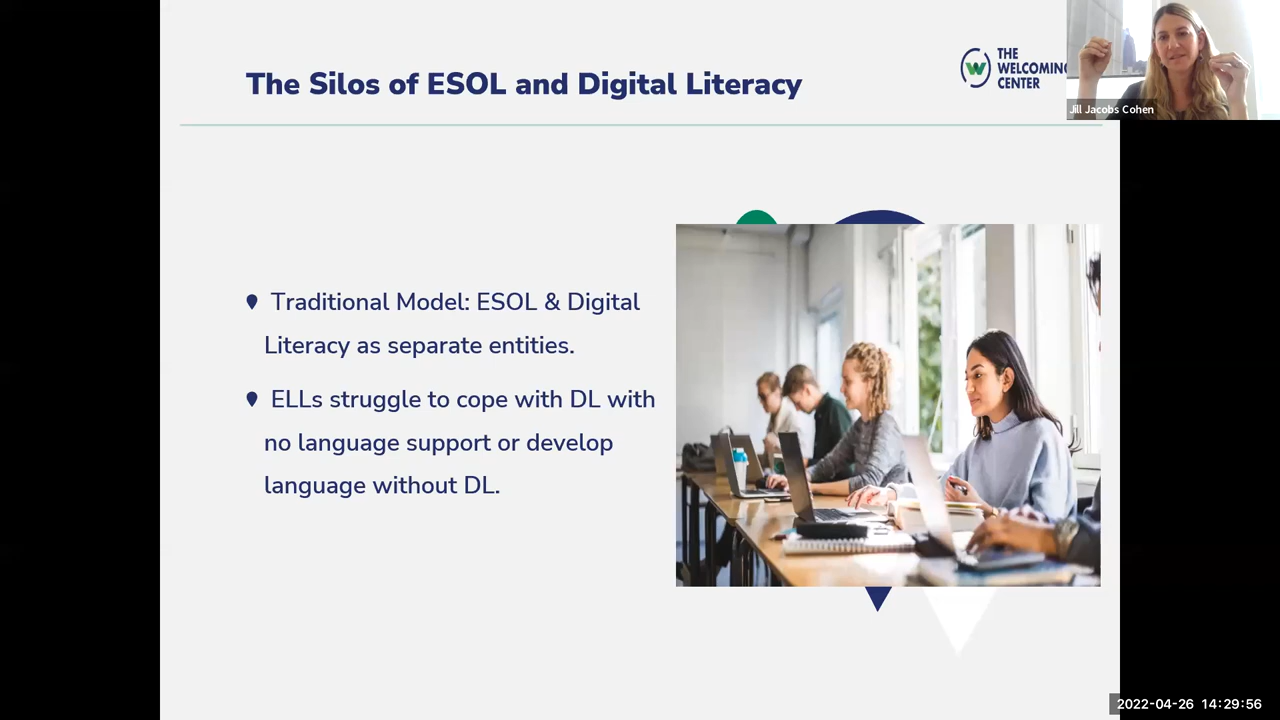 The Silos of ESOL and Digital Literacy
W
THE
WELCOMING
CENTER
Jill Jacobs Cohen
Traditional Model: ESOL & Digital
Literacy as separate entities.
ELLs struggle to cope with DL with
no language support or develop
language without DL.
2022-04-26 14:29:56